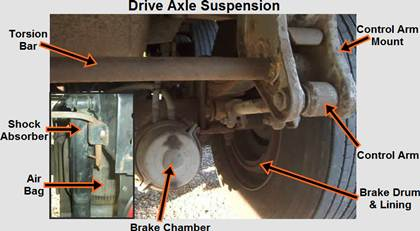 Drive Axle Suspension
Torsion
Bar
Control Arm
Mount
Shock
Absorber
Control Arm
Air
Bag
Brake Drum
& Lining
Brake Chamber